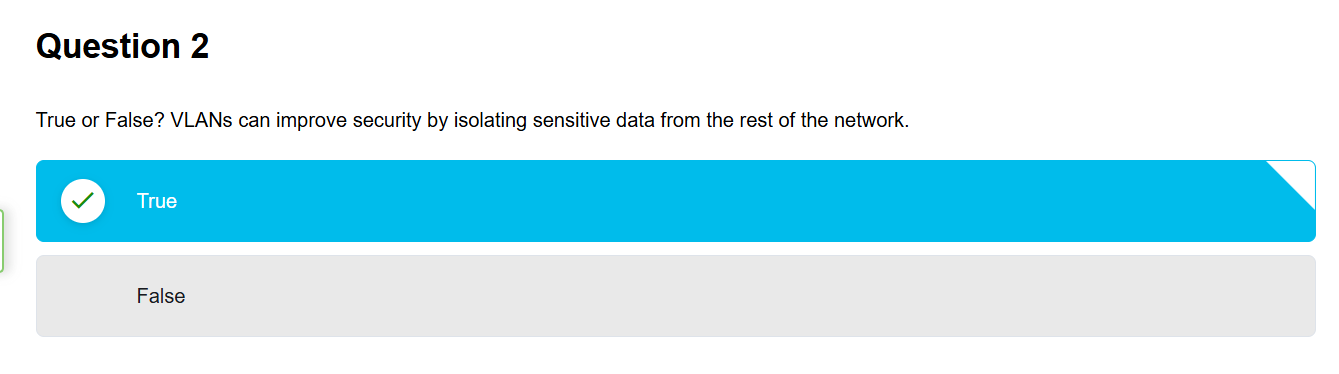 Question 2
True or False? VLANs can improve security by isolating sensitive data from the rest of the network.
True
False